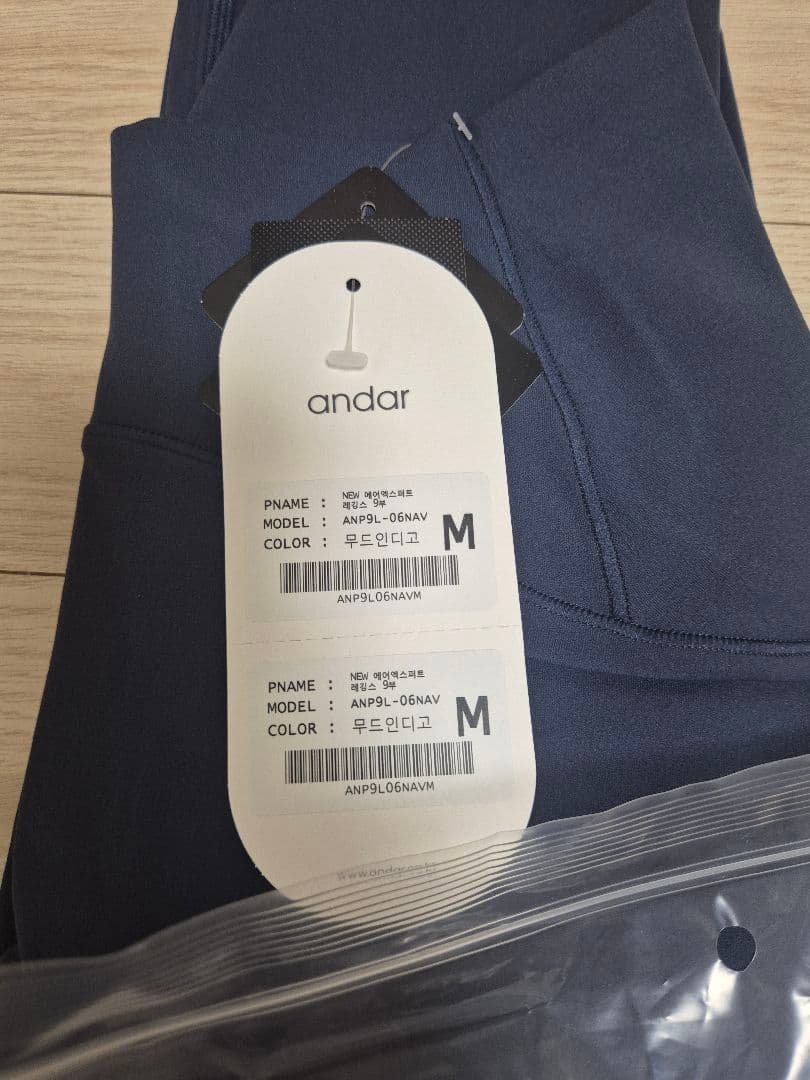 andar
PNAME : NEW 에어엑스퍼트
레깅스 9부
MODEL : ANP9L-06NAV
COLOR : 무드인디고 M
ANP9L06NAVM
PNAME : NEW 에어엑스퍼트
레깅스 9부
MODEL : ANP9L-06NAV
COLOR : 무드인디고 M
ANP9L06NAVM